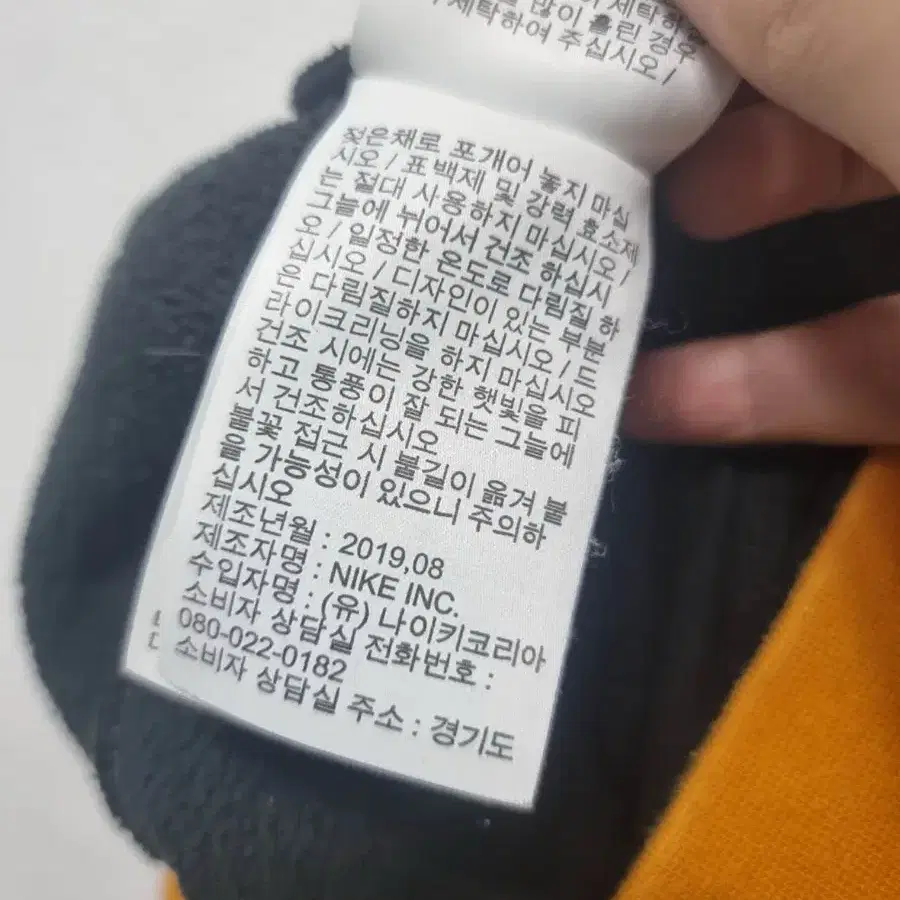 세탁하
많이 흘린 경우
세탁하여 주십시오 /
젖은채로 포개어 놓지 마십
시오 / 표백제 및 강력 효소제
는 절대 사용하지 마십시오 /
그늘에 뉘어서 건조 하십시
오 / 일정한 온도로 다림질 하
십시오 / 디자인이 있는 부분
은 다림질하지 마십시오 / 드
라이크리닝을 하지 마십시오
건조 시에는 강한 햇빛을 피
하고 통풍이 잘 되는 그늘에
서 건조하십시오
불꽃 접근 시 불길이 옮겨 붙
을 가능성이 있으니 주의하
십시오
제조년월 : 2019,08
제조자명 : NIKE INC.
수입자명 : (유) 나이키코리아
소비자 상담실 전화번호 :
080-022-0182
소비자 상담실 주소 : 경기도